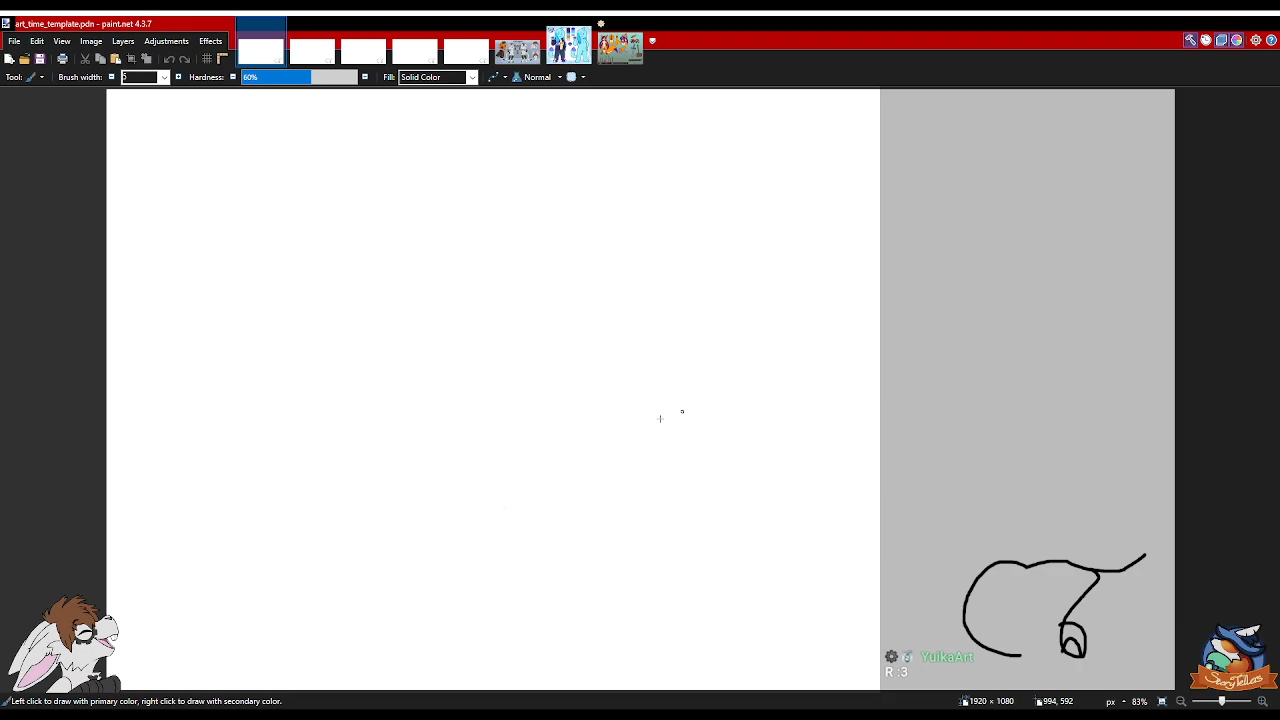 art_time_template.pdn - paint.net 4.3.7
File Edit View Image Layers Adjustments Effects
Tool: Brush width: 5 Hardness: 60% Fill: Solid Color Normal
YuikaArt
R :3
StoryTellers
Left click to draw with primary color, right click to draw with secondary color. 1920 × 1080 994, 592 px 83%